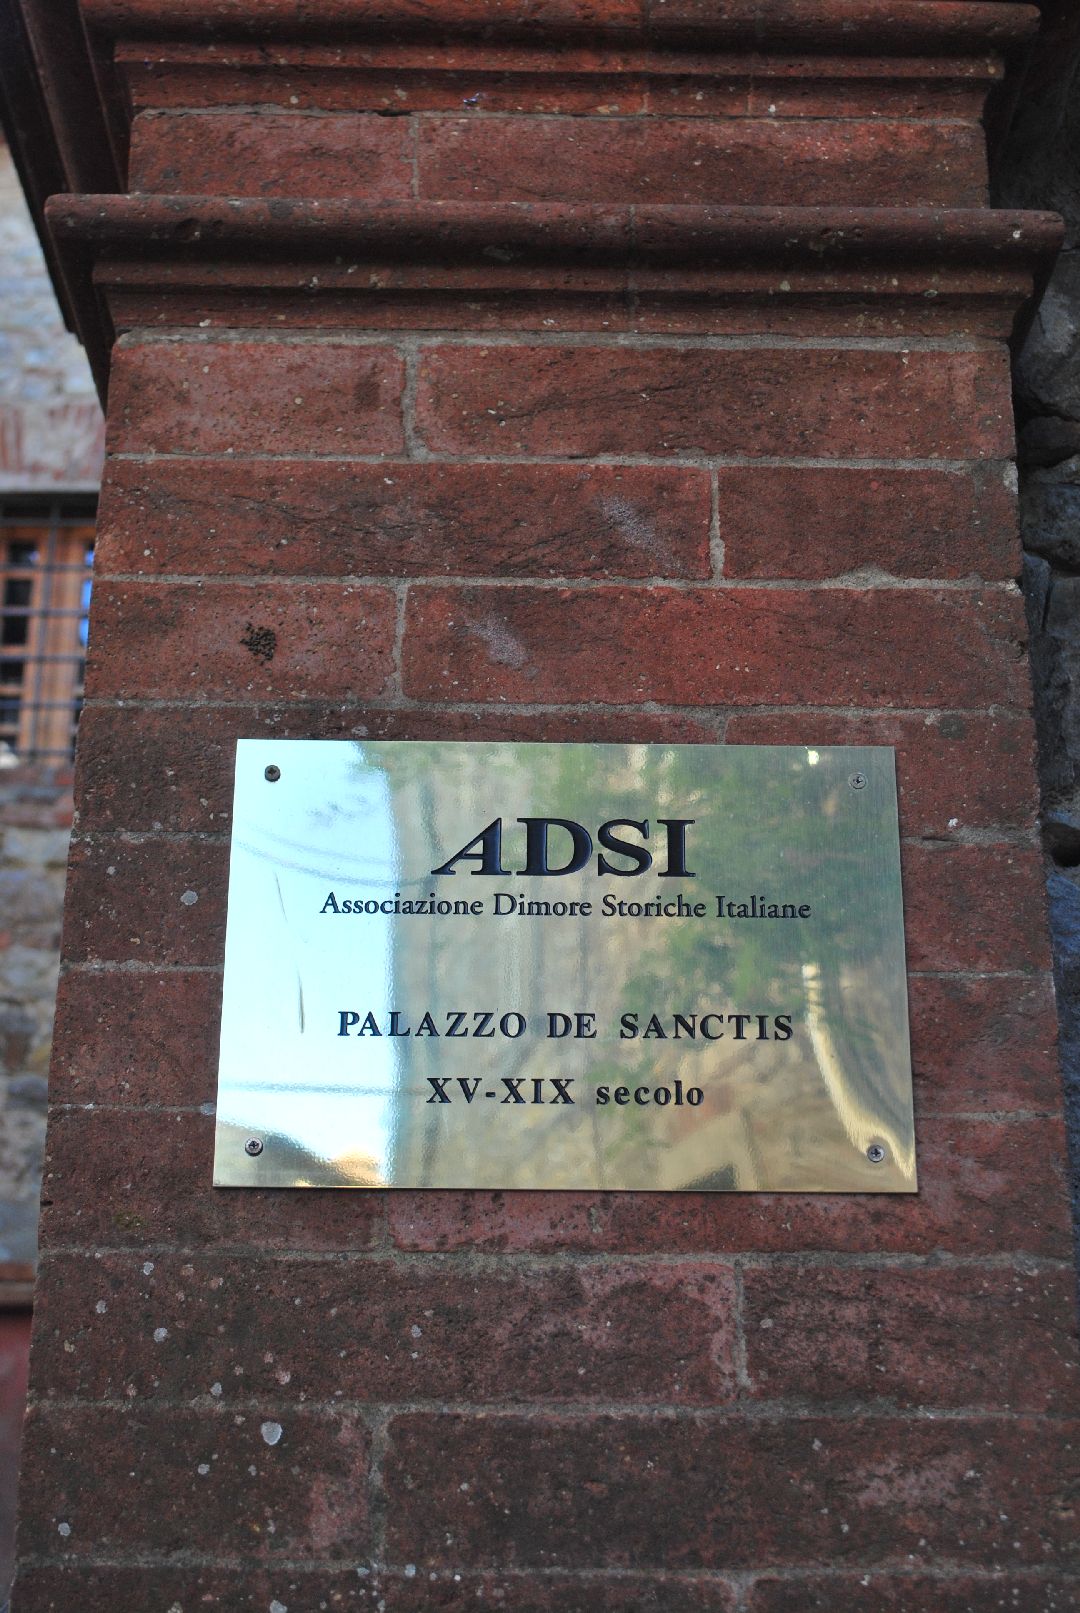 ADSI
Associazione Dimore Storiche Italiane
PALAZZO DE SANCTIS
XV-XIX secolo